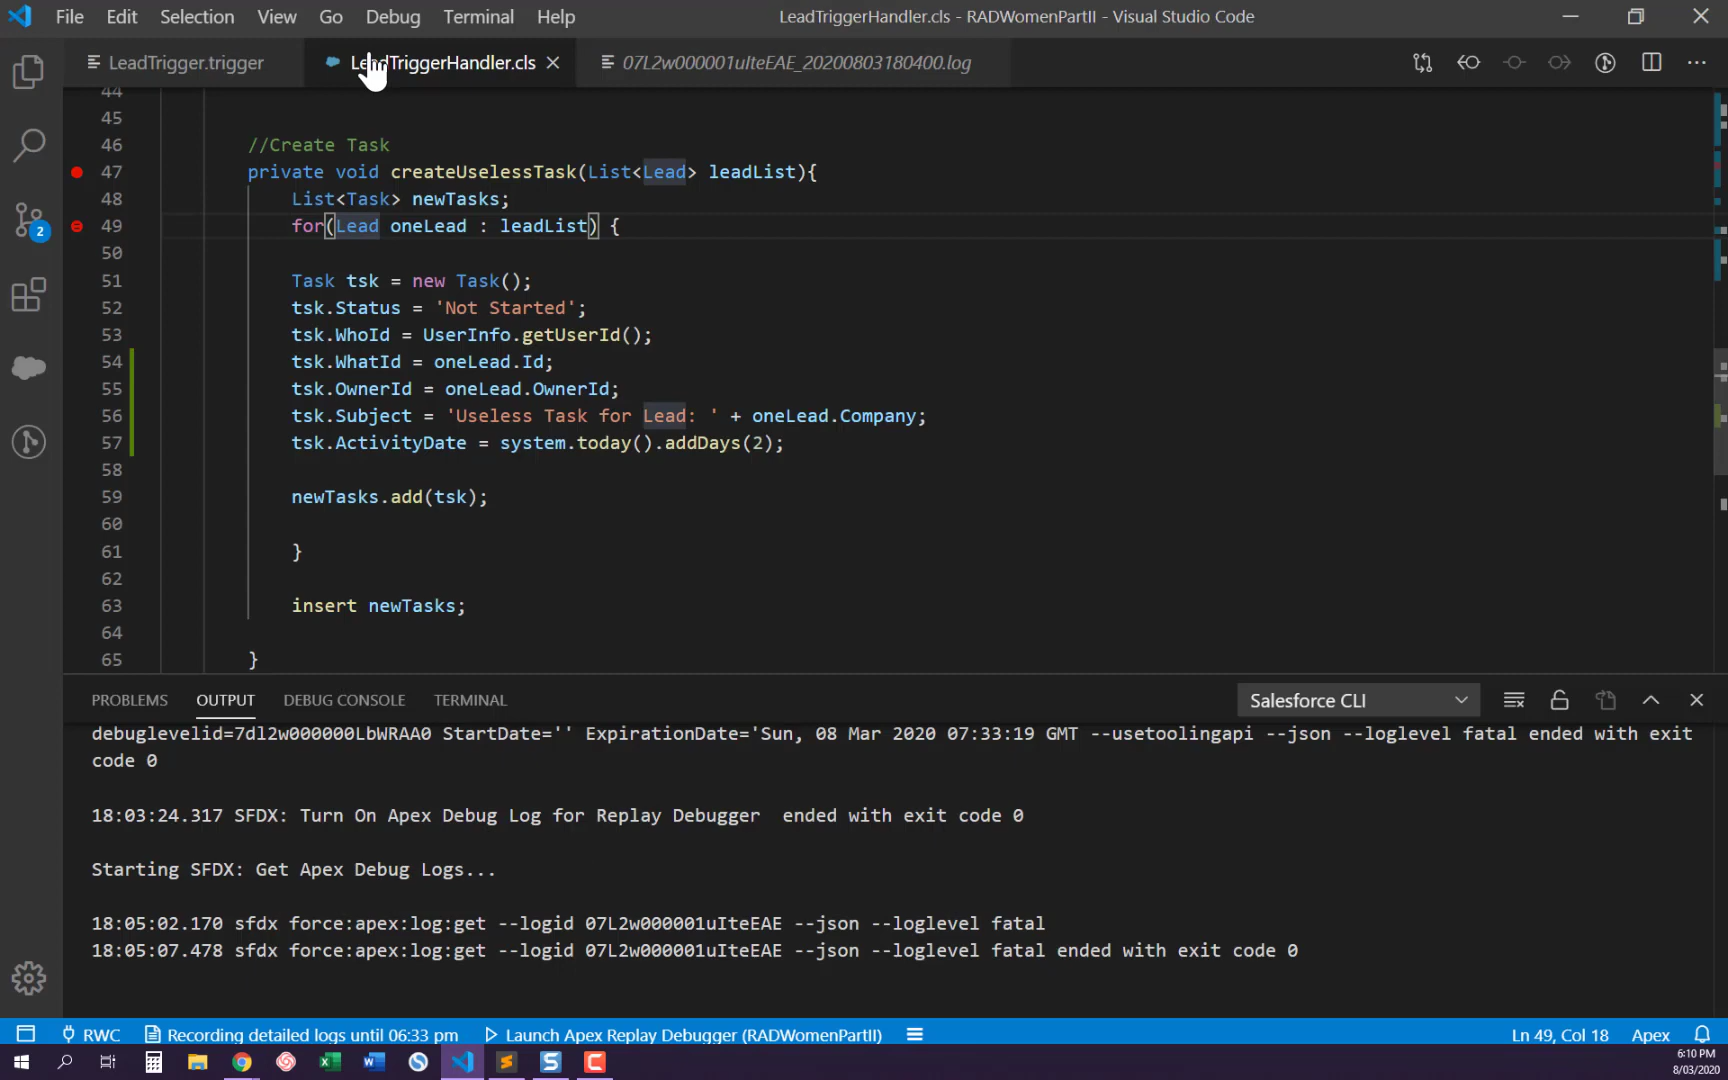 File Edit Selection View Go Debug Terminal Help LeadTriggerHandler.cls - RADWomenPartII - Visual Studio Code
LeadTrigger.trigger LeadTriggerHandler.cls 07L2w000001uIteEAE_20200803180400.log
44
45
46 //Create Task
47 private void createUselessTask(List<Lead> leadList){
48 List<Task> newTasks;
49 for(Lead oneLead : leadList) {
50
51 Task tsk = new Task();
52 tsk.Status = 'Not Started';
53 tsk.WhoId = UserInfo.getUserId();
54 tsk.WhatId = oneLead.Id;
55 tsk.OwnerId = oneLead.OwnerId;
56 tsk.Subject = 'Useless Task for Lead: ' + oneLead.Company;
57 tsk.ActivityDate = system.today().addDays(2);
58
59 newTasks.add(tsk);
60
61 }
62
63 insert newTasks;
64
65 }
2
PROBLEMS OUTPUT DEBUG CONSOLE TERMINAL Salesforce CLI
debuglevelid=7dl2w000000LbWRAA0 StartDate='' ExpirationDate='Sun, 08 Mar 2020 07:33:19 GMT --usetoolingapi --json --loglevel fatal ended with exit
code 0
18:03:24.317 SFDX: Turn On Apex Debug Log for Replay Debugger ended with exit code 0
Starting SFDX: Get Apex Debug Logs...
18:05:02.170 sfdx force:apex:log:get --logid 07L2w000001uIteEAE --json --loglevel fatal
18:05:07.478 sfdx force:apex:log:get --logid 07L2w000001uIteEAE --json --loglevel fatal ended with exit code 0
RWC Recording detailed logs until 06:33 pm Launch Apex Replay Debugger (RADWomenPartII) Ln 49, Col 18 Apex
6:10 PM
8/03/2020